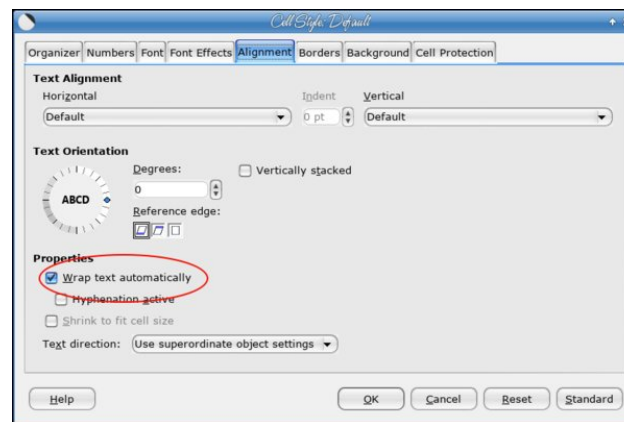 Cell Style: Default
Organizer Numbers Font Font Effects Alignment Borders Background Cell Protection
Text Alignment
Horizontal Indent Vertical
Default 0 pt Default
Text Orientation
Degrees: Vertically stacked
0
ABCD
Reference edge:
Properties
Wrap text automatically
Hyphenation active
Shrink to fit cell size
Text direction: Use superordinate object settings
Help OK Cancel Reset Standard